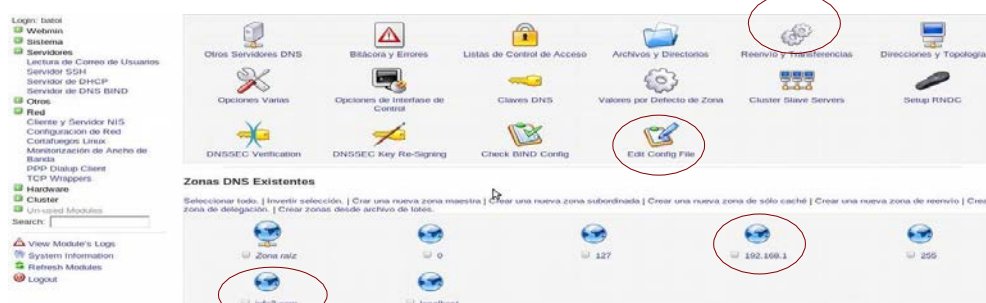 Login: batoi
Webmin
Sistema
Servidores
Lectura de Correo de Usuarios
Servidor SSH
Servidor de DHCP
Servidor de DNS BIND
Otros
Red
Cliente y Servidor NIS
Configuración de Red
Cortafuegos Linux
Monitorización de Ancho de
Banda
PPP Dialup Client
TCP Wrappers
Hardware
Cluster
Un-used Modules
Search:
View Module's Logs
System Information
Refresh Modules
Logout
Otros Servidores DNS
Bitácora y Errores
Listas de Control de Acceso
Archivos y Directorios
Reenvío y Transferencias
Direcciones y Topología
Opciones Varias
Opciones de Interfase de
Control
Claves DNS
Valores por Defecto de Zona
Cluster Slave Servers
Setup RNDC
DNSSEC Verification
DNSSEC Key Re-Signing
Check BIND Config
Edit Config File
Zonas DNS Existentes
Seleccionar todo. | Invertir selección. | Crar una nueva zona maestra | Crear una nueva zona subordinada | Crear una nueva zona de sólo caché | Crear una nueva zona de reenvío | Crea
zona de delegación. | Crear zonas desde archivo de lotes.
Zona raíz
0
127
192.168.1
255
localhost